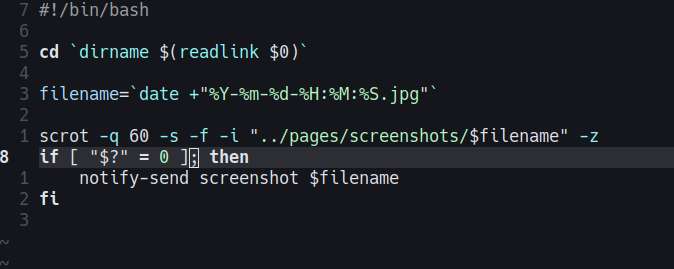 7 #!/bin/bash
6
5 cd `dirname $(readlink $0)`
4
3 filename=`date +"%Y-%m-%d-%H:%M:%S.jpg"`
2
1 scrot -q 60 -s -f -i "../pages/screenshots/$filename" -z
8 if [ "$?" = 0 ]; then
1     notify-send screenshot $filename
2 fi
3
~
~